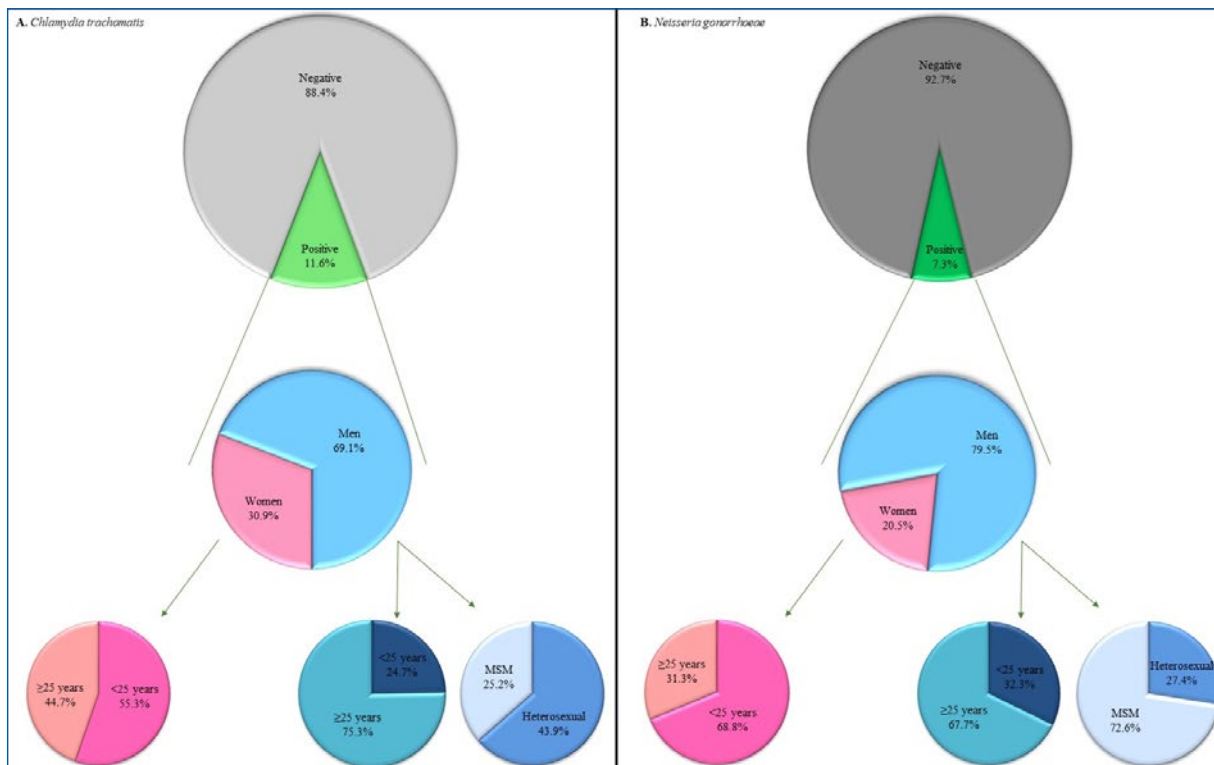 A. Chlamydia trachomatis
Negative
88.4%
Positive
11.6%
Men
69.1%
Women
30.9%
≥25 years
44.7%
<25 years
55.3%
<25 years
24.7%
≥25 years
75.3%
MSM
25.2%
Heterosexual
43.9%
B. Neisseria gonorrhoeae
Negative
92.7%
Positive
7.3%
Men
79.5%
Women
20.5%
≥25 years
31.3%
<25 years
68.8%
<25 years
32.3%
≥25 years
67.7%
Heterosexual
27.4%
MSM
72.6%